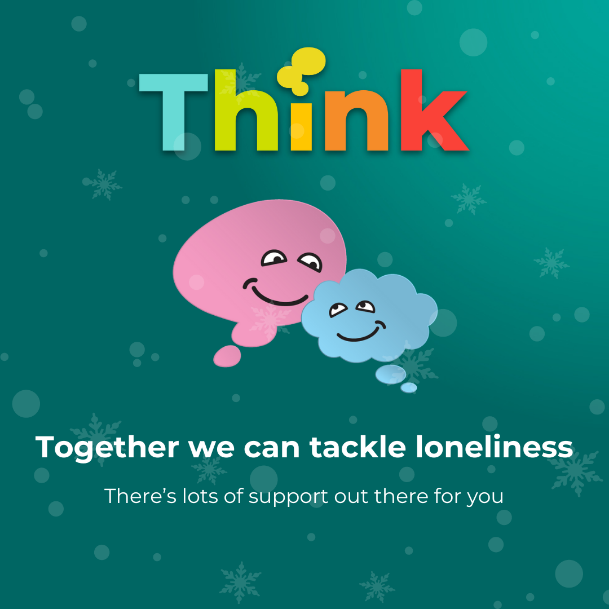 Think
Together we can tackle loneliness
There's lots of support out there for you